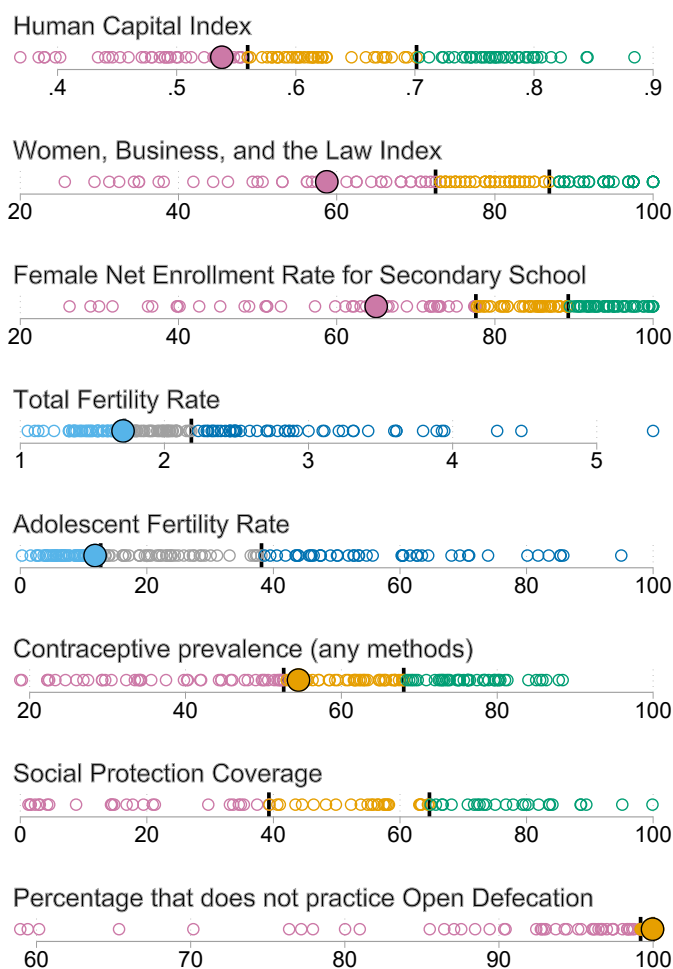 Human Capital Index
.4 .5 .6 .7 .8 .9
Women, Business, and the Law Index
20 40 60 80 100
Female Net Enrollment Rate for Secondary School
20 40 60 80 100
Total Fertility Rate
1 2 3 4 5
Adolescent Fertility Rate
0 20 40 60 80 100
Contraceptive prevalence (any methods)
20 40 60 80 100
Social Protection Coverage
0 20 40 60 80 100
Percentage that does not practice Open Defecation
60 70 80 90 100